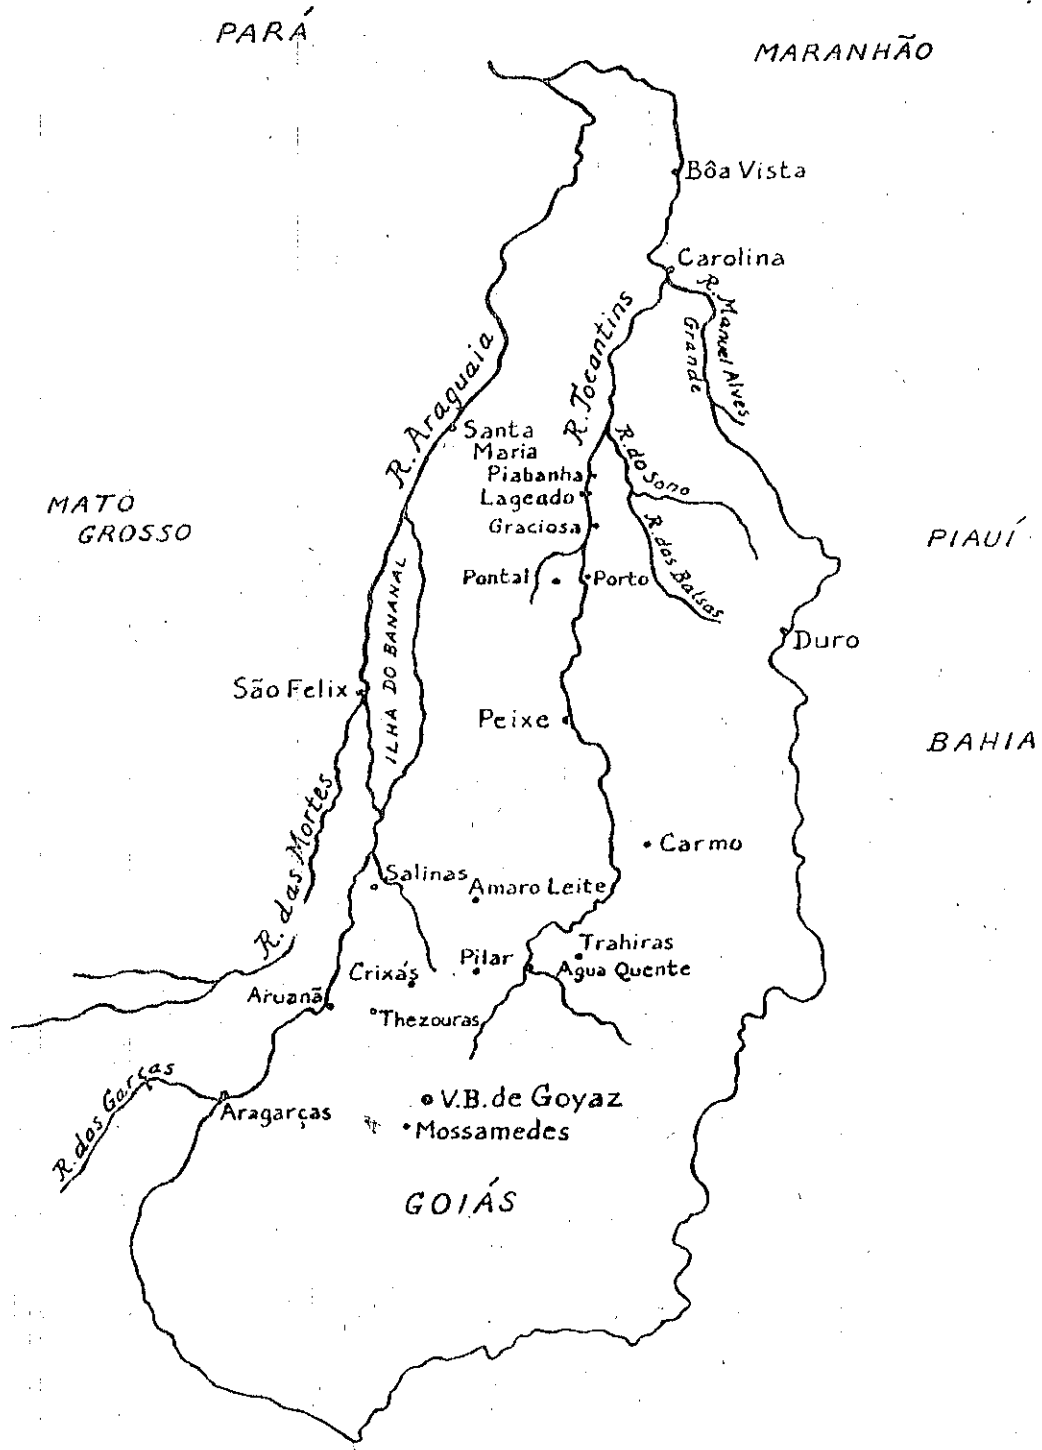 PARÁ
MARANHÃO
Bôa Vista
Carolina
R. Manuel Alves
Grande
R. Tocantins
R. Araguaia
Santa
Maria
R. do Sono
Piabanha
Lageado
Graciosa
MATO
GROSSO
PIAUÍ
R. das Balsas
Pontal
Porto
ILHA DO BANANAL
Duro
São Felix
Peixe
BAHIA
R. das Mortes
Carmo
Salinas
Amaro Leite
Trahiras
Pilar
Agua Quente
Crixás
Aruanã
Thezouras
R. das Garças
V.B. de Goyaz
Aragarças
Mossamedes
GOIÁS